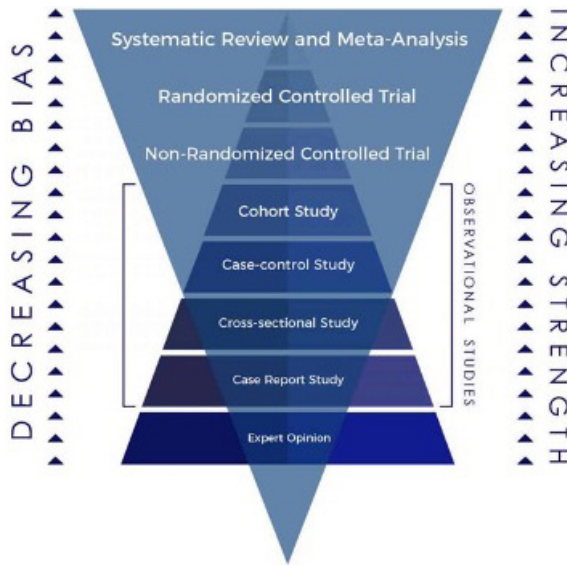 DECREASING BIAS
Systematic Review and Meta-Analysis
Randomized Controlled Trial
Non-Randomized Controlled Trial
Cohort Study
Case-control Study
Cross-sectional Study
Case Report Study
Expert Opinion
OBSERVATIONAL STUDIES
INCREASING STRENGTH